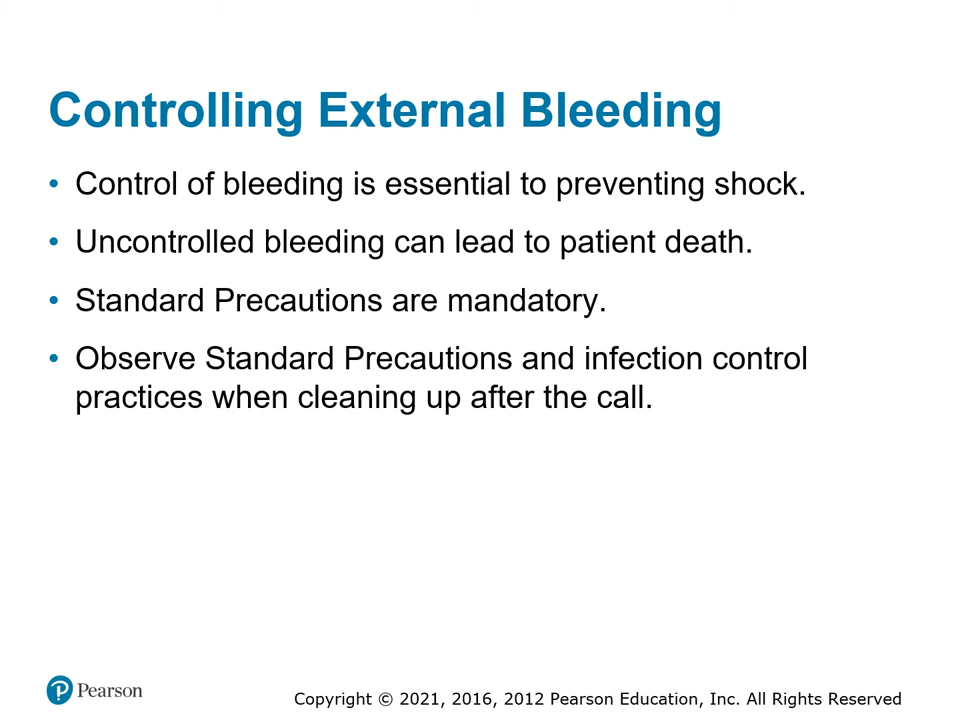 Controlling External Bleeding
• Control of bleeding is essential to preventing shock.
• Uncontrolled bleeding can lead to patient death.
• Standard Precautions are mandatory.
• Observe Standard Precautions and infection control
practices when cleaning up after the call.
Pearson
Copyright © 2021, 2016, 2012 Pearson Education, Inc. All Rights Reserved